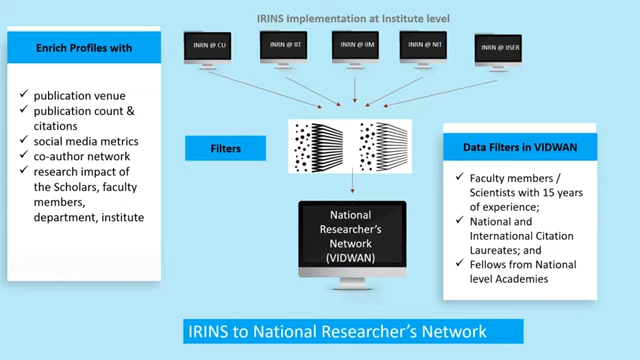 IRINS Implementation at Institute level
Enrich Profiles with
publication venue
publication count &
citations
social media metrics
co-author network
research impact of
the Scholars, faculty
members,
department, institute
INRN @ CU
INRN @ IIT
INRN @ IIM
INRN @ NIT
INRN @ IISER
Filters
National
Researcher's
Network
(VIDWAN)
Data Filters in VIDWAN
Faculty members /
Scientists with 15 years
of experience;
National and
International Citation
Laureates; and
Fellows from National
level Academies
IRINS to National Researcher's Network